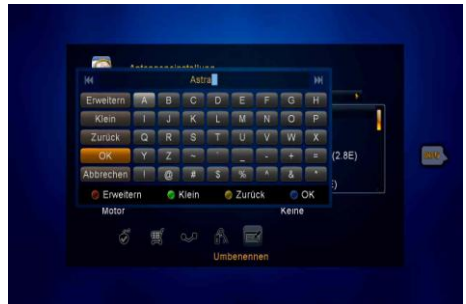 Antenneneinstellung
Astra
Erweitern A B C D E F G H
Klein I J K L M N O P
Zurück Q R S T U V W X
(2.8E)
OK Y Z ~ ` _ - + =
Abbrechen ! @ # $ % ^ & *
E)
Erweitern Klein Zurück OK
Motor Keine
Umbenennen